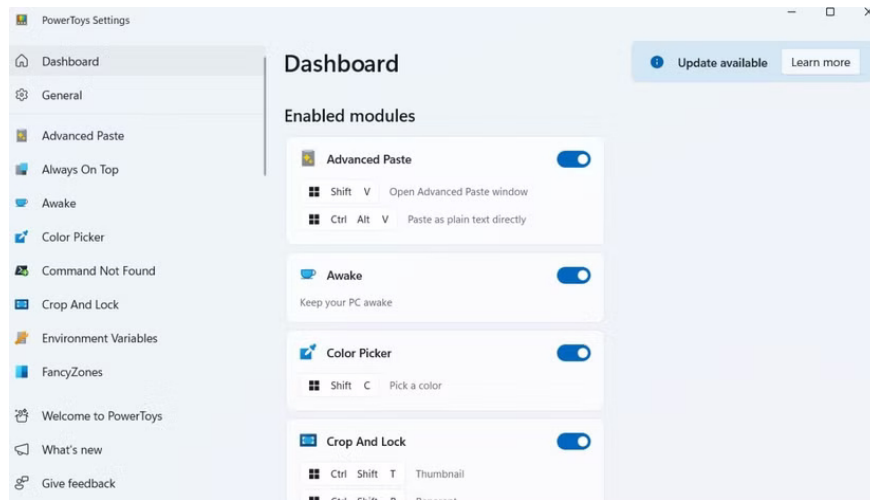 PowerToys Settings
Dashboard
General
Advanced Paste
Always On Top
Awake
Color Picker
Command Not Found
Crop And Lock
Environment Variables
FancyZones
Welcome to PowerToys
What's new
Give feedback
Dashboard
Update available Learn more
Enabled modules
Advanced Paste
Shift V Open Advanced Paste window
Ctrl Alt V Paste as plain text directly
Awake
Keep your PC awake
Color Picker
Shift C Pick a color
Crop And Lock
Ctrl Shift T Thumbnail
Ctrl Shift R Reparent